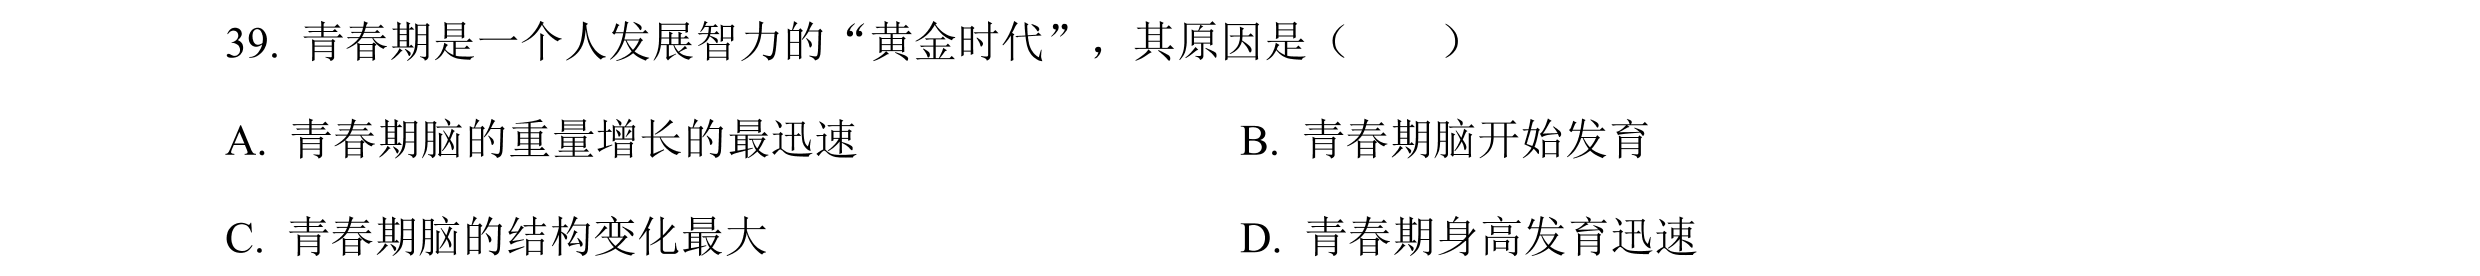 39. 青春期是一个人发展智力的“黄金时代”，其原因是（　　）
A. 青春期脑的重量增长的最迅速 B. 青春期脑开始发育
C. 青春期脑的结构变化最大 D. 青春期身高发育迅速